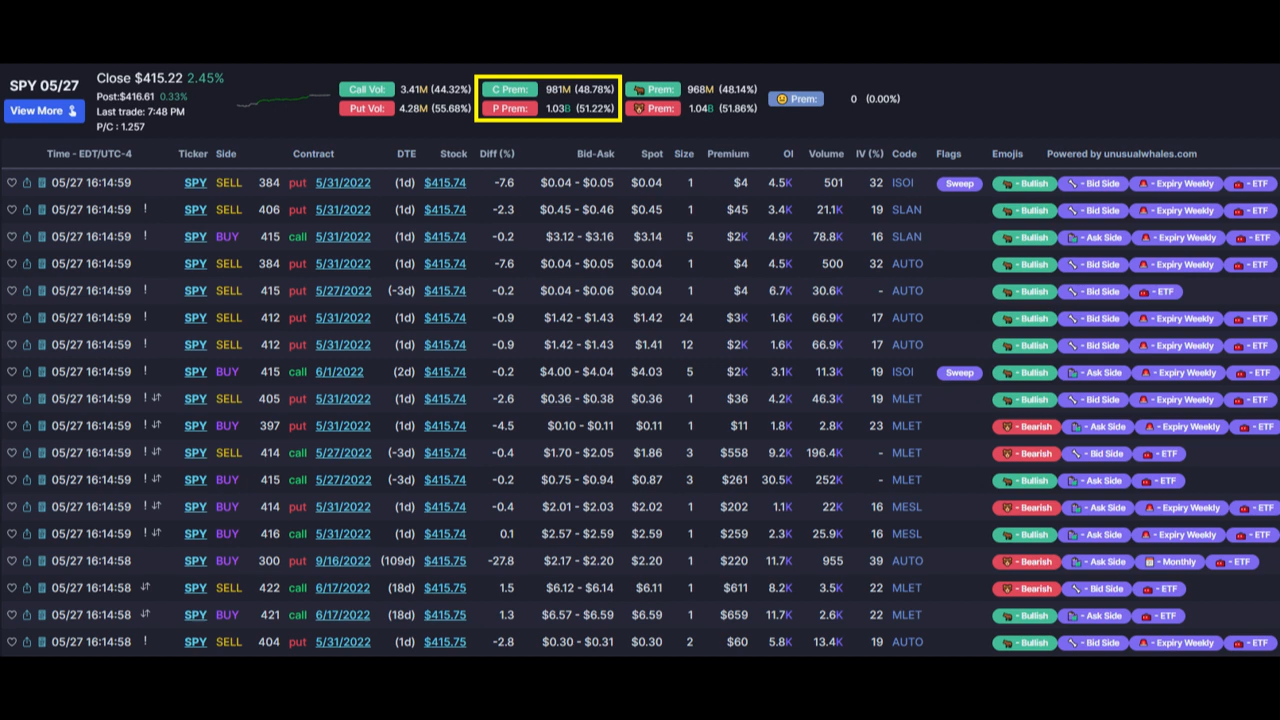 SPY 05/27
View More
Close $415.22 2.45%
Post:$416.61 0.33%
Last trade: 7:48 PM
P/C : 1.257
Call Vol: 3.41M (44.32%)
Put Vol: 4.28M (55.68%)
C Prem: 981M (48.78%)
P Prem: 1.03B (51.22%)
Prem: 968M (48.14%)
Prem: 1.04B (51.86%)
Prem: 0 (0.00%)
Time - EDT/UTC-4 Ticker Side Contract DTE Stock Diff (%) Bid-Ask Spot Size Premium OI Volume IV (%) Code Flags Emojis Powered by unusualwhales.com
05/27 16:14:59 SPY SELL 384 put 5/31/2022 (1d) $415.74 -7.6 $0.04 - $0.05 $0.04 1 $4 4.5K 501 32 ISOI Sweep - Bullish - Bid Side - Expiry Weekly - ETF
05/27 16:14:59 ! SPY SELL 406 put 5/31/2022 (1d) $415.74 -2.3 $0.45 - $0.46 $0.45 1 $45 3.4K 21.1K 19 SLAN - Bullish - Bid Side - Expiry Weekly - ETF
05/27 16:14:59 ! SPY BUY 415 call 5/31/2022 (1d) $415.74 -0.2 $3.12 - $3.16 $3.14 5 $2K 4.9K 78.8K 16 SLAN - Bullish - Ask Side - Expiry Weekly - ETF
05/27 16:14:59 SPY SELL 384 put 5/31/2022 (1d) $415.74 -7.6 $0.04 - $0.05 $0.04 1 $4 4.5K 500 32 AUTO - Bullish - Bid Side - Expiry Weekly - ETF
05/27 16:14:59 ! SPY SELL 415 put 5/27/2022 (-3d) $415.74 -0.2 $0.04 - $0.06 $0.04 1 $4 6.7K 30.6K - AUTO - Bullish - Bid Side - ETF
05/27 16:14:59 ! SPY SELL 412 put 5/31/2022 (1d) $415.74 -0.9 $1.42 - $1.43 $1.42 24 $3K 1.6K 66.9K 17 AUTO - Bullish - Bid Side - Expiry Weekly - ETF
05/27 16:14:59 ! SPY SELL 412 put 5/31/2022 (1d) $415.74 -0.9 $1.42 - $1.43 $1.41 12 $2K 1.6K 66.9K 17 AUTO - Bullish - Bid Side - Expiry Weekly - ETF
05/27 16:14:59 ! SPY BUY 415 call 6/1/2022 (2d) $415.74 -0.2 $4.00 - $4.04 $4.03 5 $2K 3.1K 11.3K 19 ISOI Sweep - Bullish - Ask Side - Expiry Weekly - ETF
05/27 16:14:59 ! SPY SELL 405 put 5/31/2022 (1d) $415.74 -2.6 $0.36 - $0.38 $0.36 1 $36 4.2K 46.3K 19 MLET - Bullish - Bid Side - Expiry Weekly - ETF
05/27 16:14:59 ! SPY BUY 397 put 5/31/2022 (1d) $415.74 -4.5 $0.10 - $0.11 $0.11 1 $11 1.8K 2.8K 23 MLET - Bearish - Ask Side - Expiry Weekly - ETF
05/27 16:14:59 ! SPY SELL 414 call 5/27/2022 (-3d) $415.74 -0.4 $1.70 - $2.05 $1.86 3 $558 9.2K 196.4K - MLET - Bearish - Bid Side - ETF
05/27 16:14:59 ! SPY BUY 415 call 5/27/2022 (-3d) $415.74 -0.2 $0.75 - $0.94 $0.87 3 $261 30.5K 252K - MLET - Bullish - Ask Side - ETF
05/27 16:14:59 ! SPY BUY 414 put 5/31/2022 (1d) $415.74 -0.4 $2.01 - $2.03 $2.02 1 $202 1.1K 22K 16 MESL - Bearish - Ask Side - Expiry Weekly - ETF
05/27 16:14:59 ! SPY BUY 416 call 5/31/2022 (1d) $415.74 0.1 $2.57 - $2.59 $2.59 1 $259 2.3K 25.9K 16 MESL - Bullish - Ask Side - Expiry Weekly - ETF
05/27 16:14:58 SPY BUY 300 put 9/16/2022 (109d) $415.75 -27.8 $2.17 - $2.20 $2.20 1 $220 11.7K 955 39 AUTO - Bearish - Ask Side - Monthly - ETF
05/27 16:14:58 SPY SELL 422 call 6/17/2022 (18d) $415.75 1.5 $6.12 - $6.14 $6.11 1 $611 8.2K 3.5K 22 MLET - Bearish - Bid Side - ETF
05/27 16:14:58 SPY BUY 421 call 6/17/2022 (18d) $415.75 1.3 $6.57 - $6.59 $6.59 1 $659 11.7K 2.6K 22 MLET - Bullish - Ask Side - ETF
05/27 16:14:58 ! SPY SELL 404 put 5/31/2022 (1d) $415.75 -2.8 $0.30 - $0.31 $0.30 2 $60 5.8K 13.4K 19 AUTO - Bullish - Bid Side - Expiry Weekly - ETF